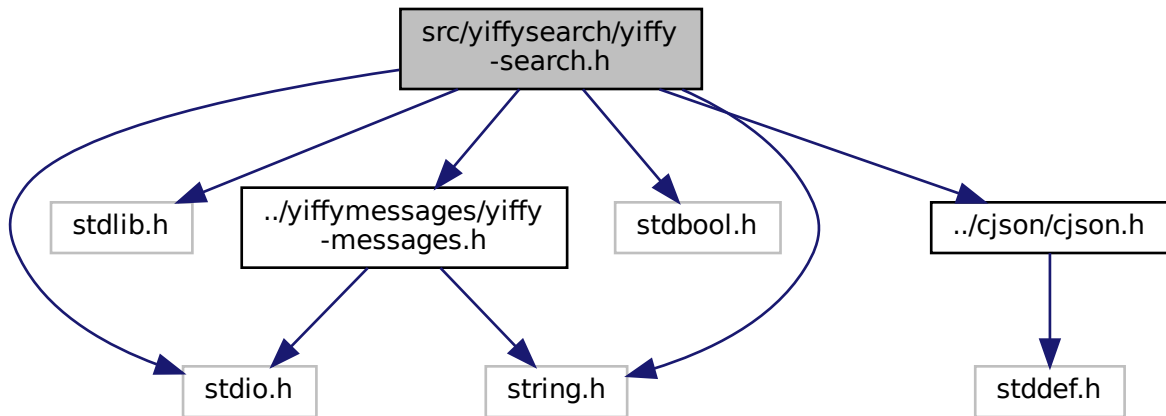 src/yiffysearch/yiffy
-search.h
stdlib.h
../yiffymessages/yiffy
-messages.h
stdbool.h
../cjson/cjson.h
stdio.h
string.h
stddef.h